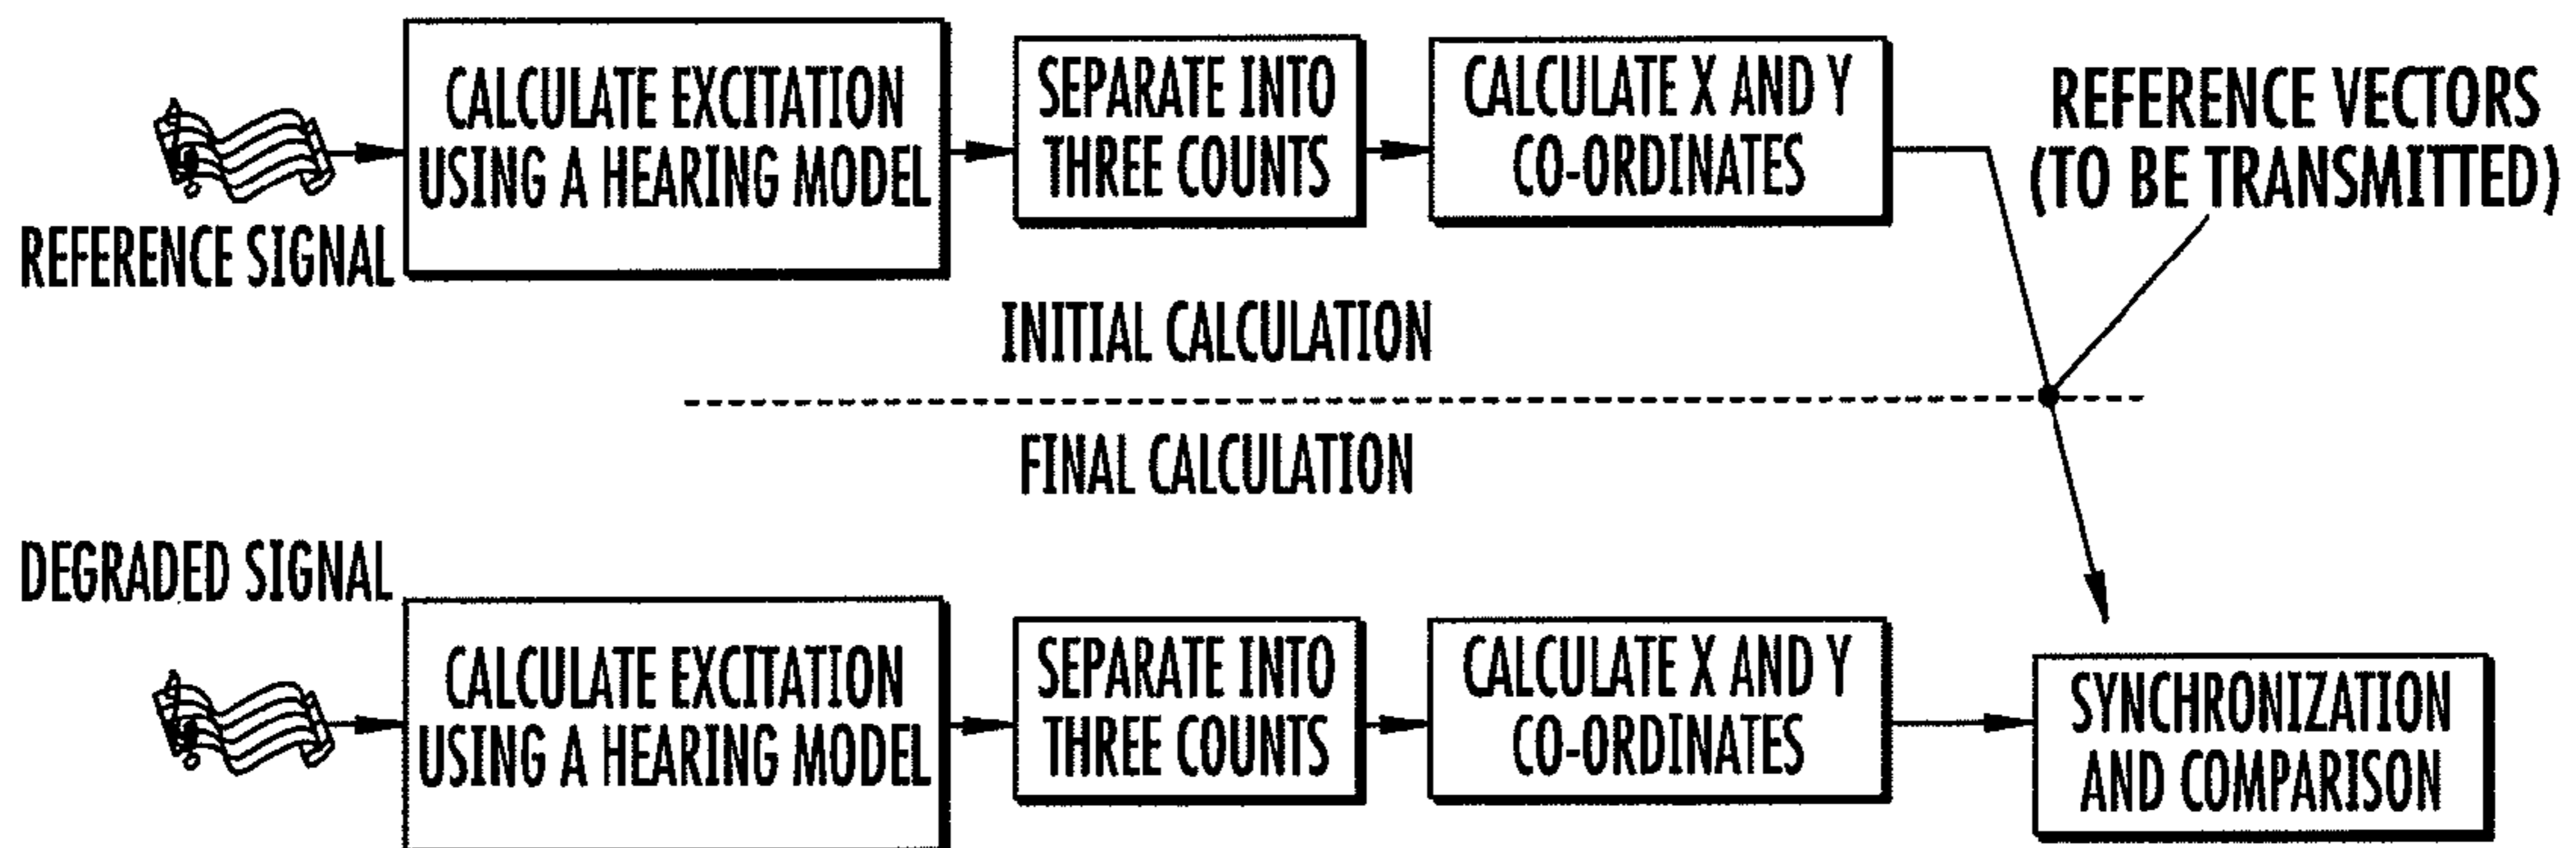 CALCULATE EXCITATION
USING A HEARING MODEL
SEPARATE INTO
THREE COUNTS
CALCULATE X AND Y
CO-ORDINATES
REFERENCE VECTORS
(TO BE TRANSMITTED)
REFERENCE SIGNAL
INITIAL CALCULATION
FINAL CALCULATION
DEGRADED SIGNAL
CALCULATE EXCITATION
USING A HEARING MODEL
SEPARATE INTO
THREE COUNTS
CALCULATE X AND Y
CO-ORDINATES
SYNCHRONIZATION
AND COMPARISON